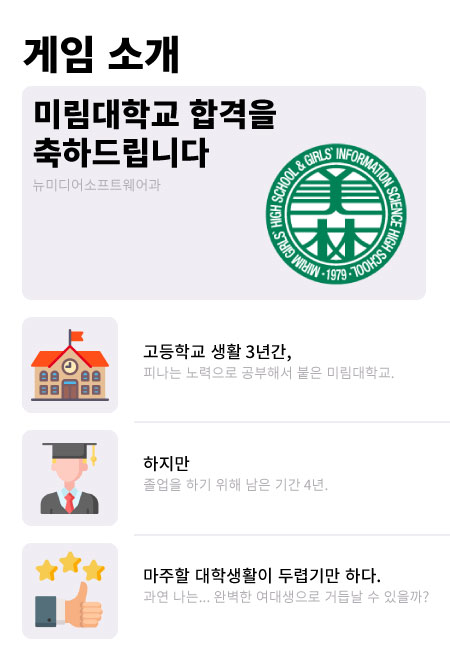 게임 소개
미림대학교 합격을
축하드립니다
뉴미디어소프트웨어과
MIRIM GIRLS' HIGH SCHOOL & GIRLS' INFORMATION SCIENCE HIGH SCHOOL
美林
·1979·
고등학교 생활 3년간,
피나는 노력으로 공부해서 붙은 미림대학교.
하지만
졸업을 하기 위해 남은 기간 4년.
마주할 대학생활이 두렵기만 하다.
과연 나는... 완벽한 여대생으로 거듭날 수 있을까?